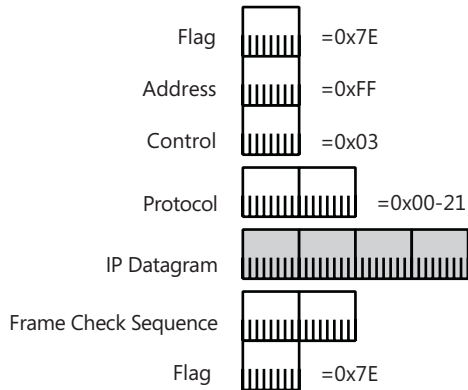 Flag =0x7E
Address =0xFF
Control =0x03
Protocol =0x00-21
IP Datagram
Frame Check Sequence
Flag =0x7E